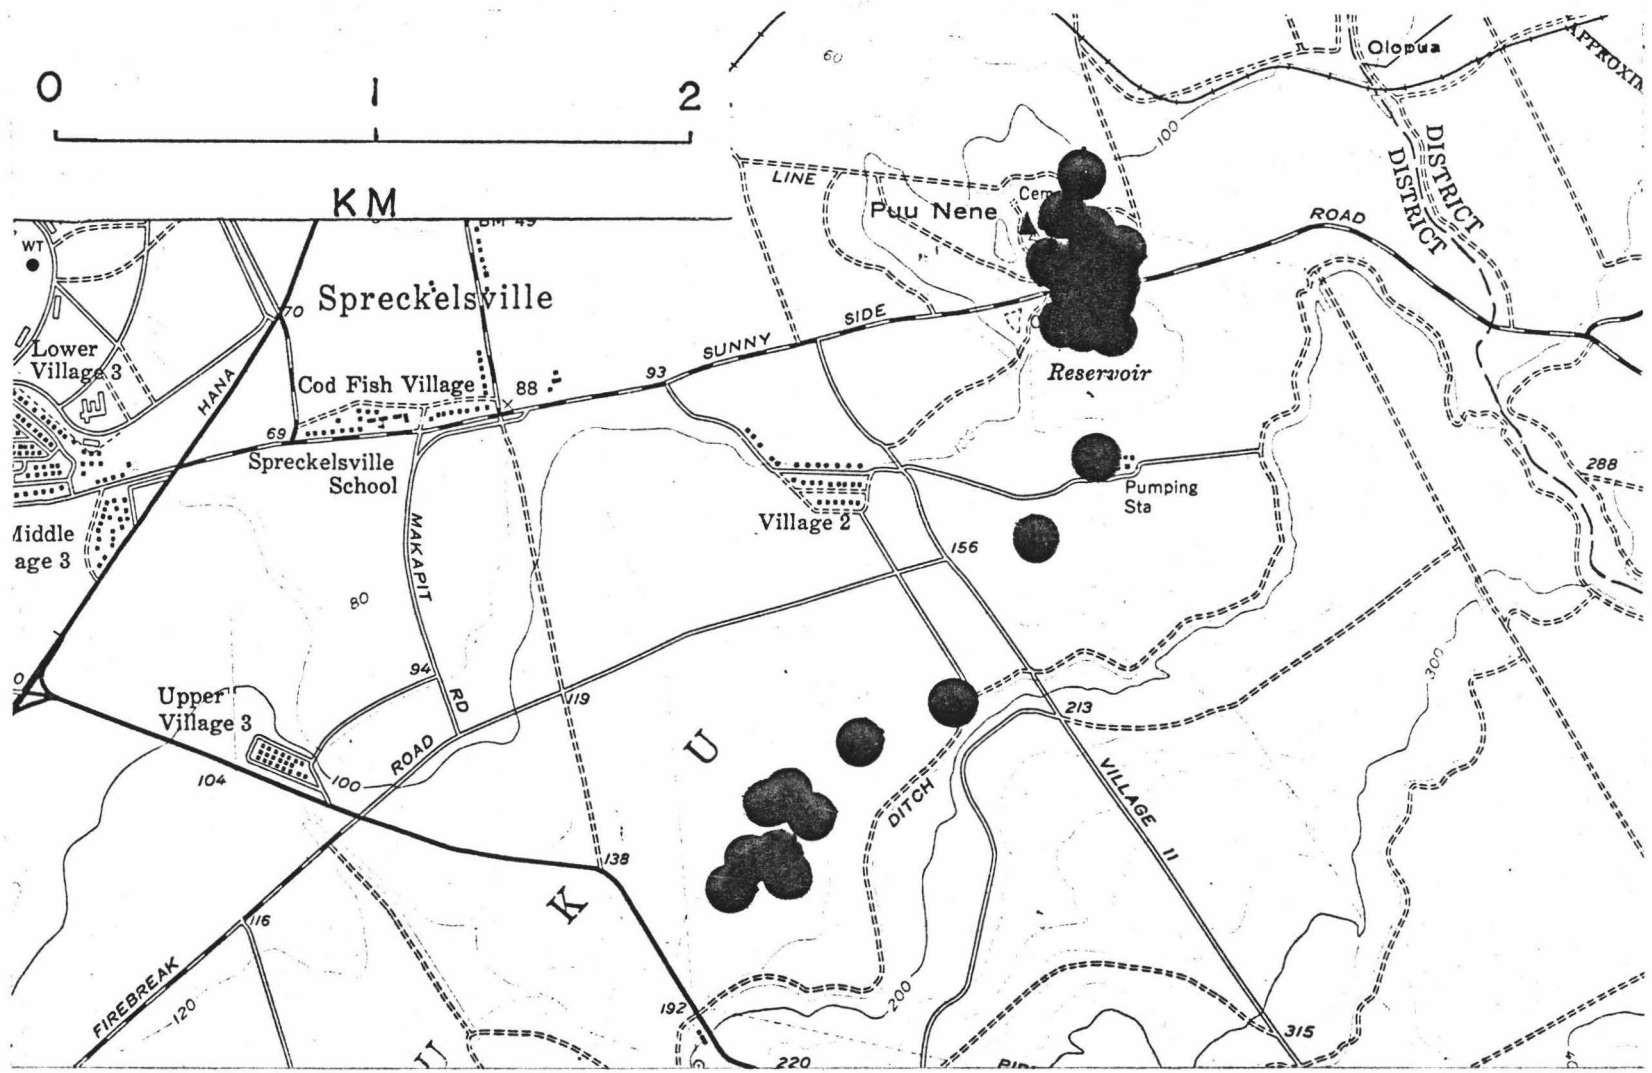 0 1 2
KM
60
Olopua
100
DISTRICT
DISTRICT
LINE
Cem
Puu Nene
ROAD
WT
BM 49
70
Spreckelsville
Lower
Village 3
HANA
Cod Fish Village
88
93
SUNNY SIDE
Reservoir
69
Spreckelsville
School
100
288
Pumping
Sta
Village 2
Middle
age 3
MAKAPIT
RD
156
80
94
300
Upper
Village 3
119
213
U
104
100
ROAD
DITCH
VILLAGE 11
138
K
116
FIREBREAK
120
192
200
315
U
220